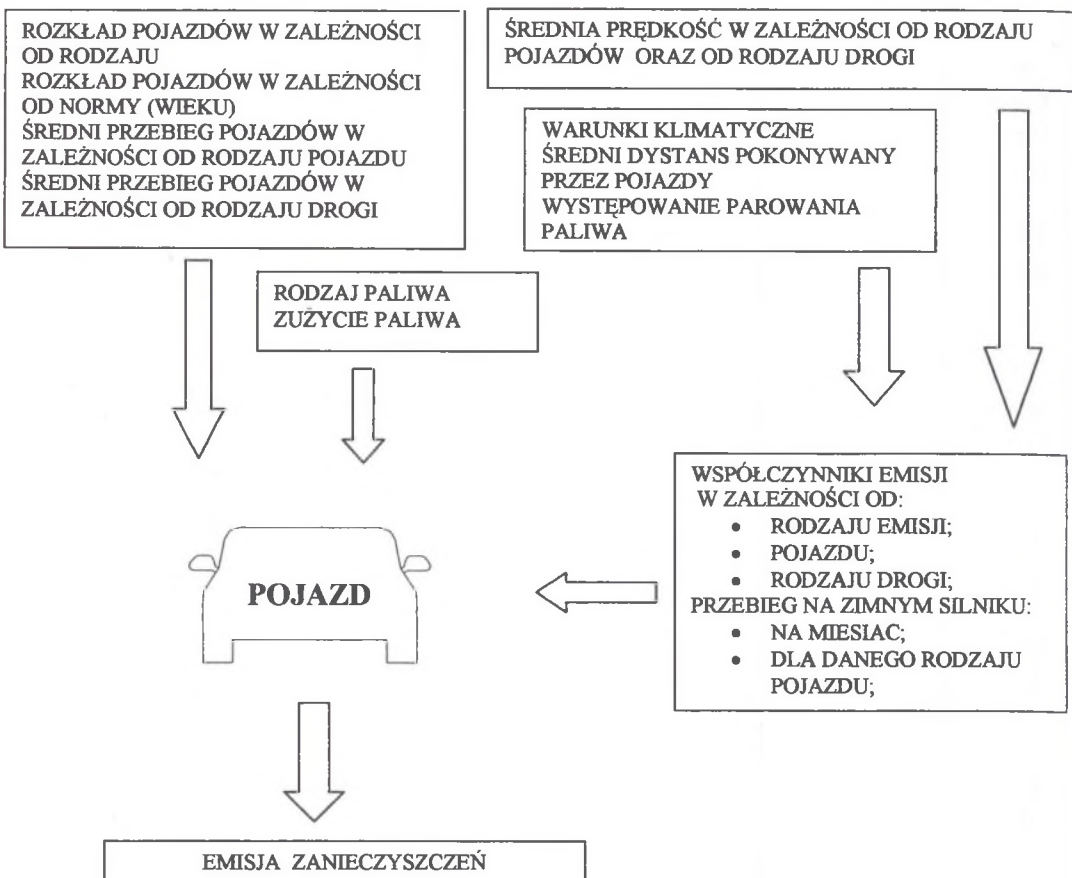 ROZKŁAD POJAZDÓW W ZALEŻNOŚCI
OD RODZAJU
ROZKŁAD POJAZDÓW W ZALEŻNOŚCI
OD NORMY (WIEKU)
ŚREDNI PRZEBIEG POJAZDÓW W
ZALEŻNOŚCI OD RODZAJU POJAZDU
ŚREDNI PRZEBIEG POJAZDÓW W
ZALEŻNOŚCI OD RODZAJU DROGI
ŚREDNIA PRĘDKOŚĆ W ZALEŻNOŚCI OD RODZAJU
POJAZDÓW ORAZ OD RODZAJU DROGI
WARUNKI KLIMATYCZNE
ŚREDNI DYSTANS POKONYWANY
PRZEZ POJAZDY
WYSTĘPOWANIE PAROWANIA
PALIWA
RODZAJ PALIWA
ZUŻYCIE PALIWA
WSPÓŁCZYNNIKI EMISJI
W ZALEŻNOŚCI OD:
• RODZAJU EMISJI;
• POJAZDU;
• RODZAJU DROGI;
PRZEBIEG NA ZIMNYM SILNIKU:
• NA MIESIAC;
• DLA DANEGO RODZAJU
POJAZDU;
POJAZD
EMISJA ZANIECZYSZCZEŃ